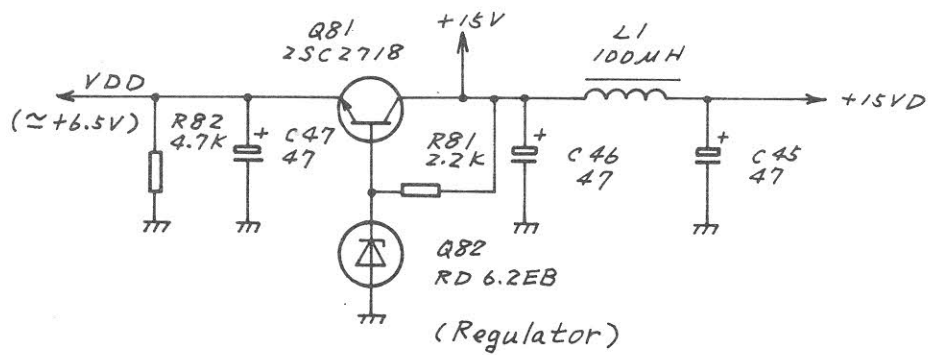 +15V
Q81
2SC2718
L1
100μH
VDD
+15VD
(≃+6.5V)
R82
4.7K
+
C47
47
R81
2.2K
+
C46
47
+
C45
47
Q82
RD 6.2EB
(Regulator)